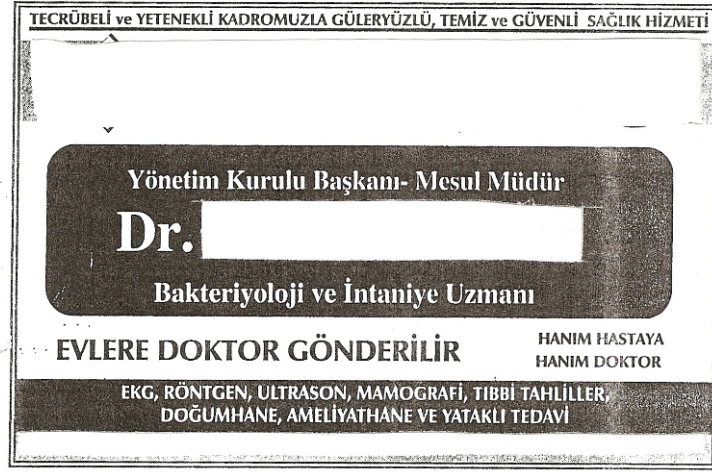 TECRÜBELİ ve YETENEKLİ KADROMUZLA GÜLERYÜZLÜ, TEMİZ ve GÜVENLİ SAĞLIK HİZMETİ
Yönetim Kurulu Başkanı- Mesul Müdür
Dr.
Bakteriyoloji ve İntaniye Uzmanı
EVLERE DOKTOR GÖNDERİLİR
HANIM HASTAYA
HANIM DOKTOR
EKG, RÖNTGEN, ULTRASON, MAMOGRAFİ, TIBBİ TAHLİLLER,
DOĞUMHANE, AMELİYATHANE VE YATAKLI TEDAVİ